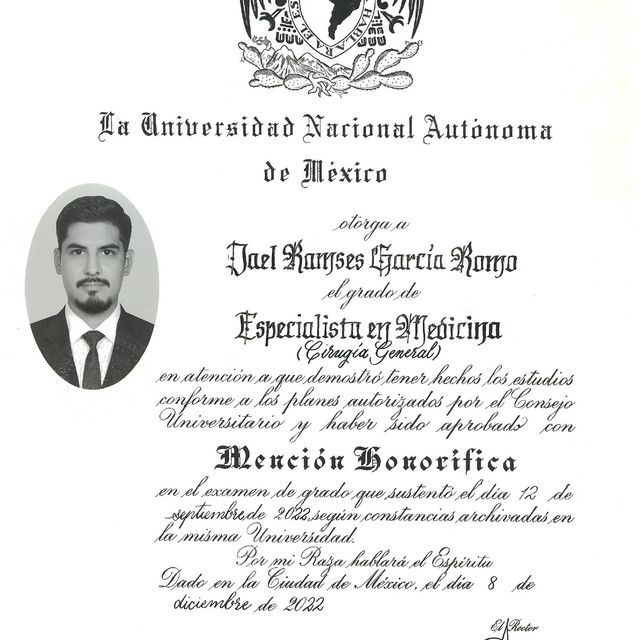 HABLARA EL ESP
La Universidad Nacional Autónoma
de México
otorga a
Jael Ramses García Romo
el grado de
Especialista en Medicina
(Cirugía General)
en atención a que demostró tener hechos los estudios
conforme a los planes autorizados por el Consejo
Universitario y haber sido aprobado con
Mención Honorífica
en el examen de grado que sustentó el día 12 de
septiembre de 2022, según constancias archivadas en
la misma Universidad.
Por mi Raza hablará el Espíritu
Dado en la Ciudad de México, el día 8 de
diciembre de 2022
El Rector